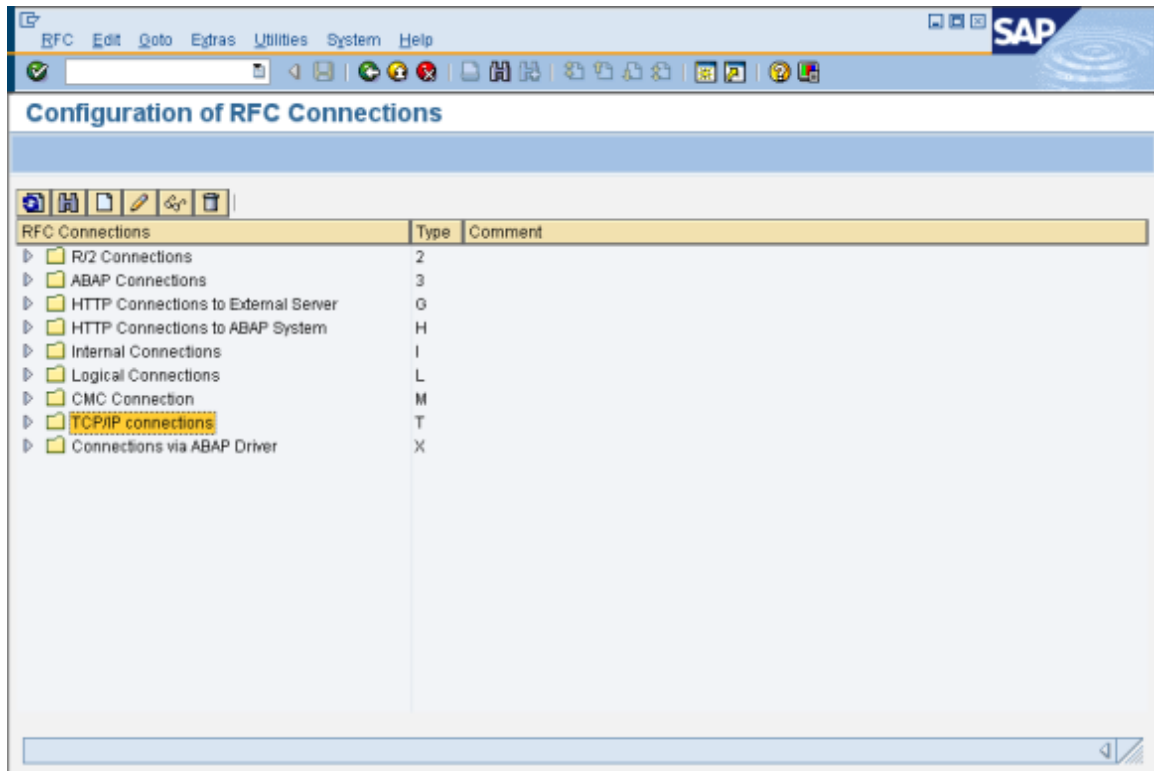 SAP
RFC Edit Goto Extras Utilities System Help
Configuration of RFC Connections
RFC Connections Type Comment
R/2 Connections 2
ABAP Connections 3
HTTP Connections to External Server G
HTTP Connections to ABAP System H
Internal Connections I
Logical Connections L
CMC Connection M
TCP/IP connections T
Connections via ABAP Driver X